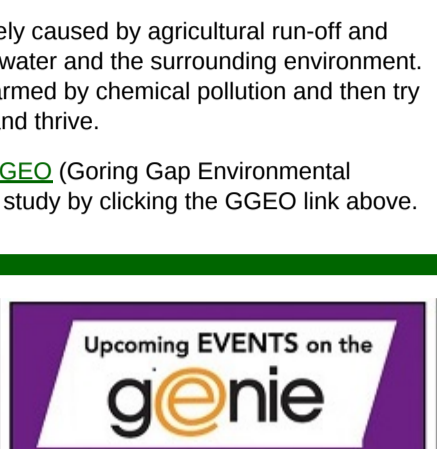 ely caused by agricultural run-off and
water and the surrounding environment.
armed by chemical pollution and then try
nd thrive.
GGEO (Goring Gap Environmental
study by clicking the GGEO link above.
Upcoming EVENTS on the
genie